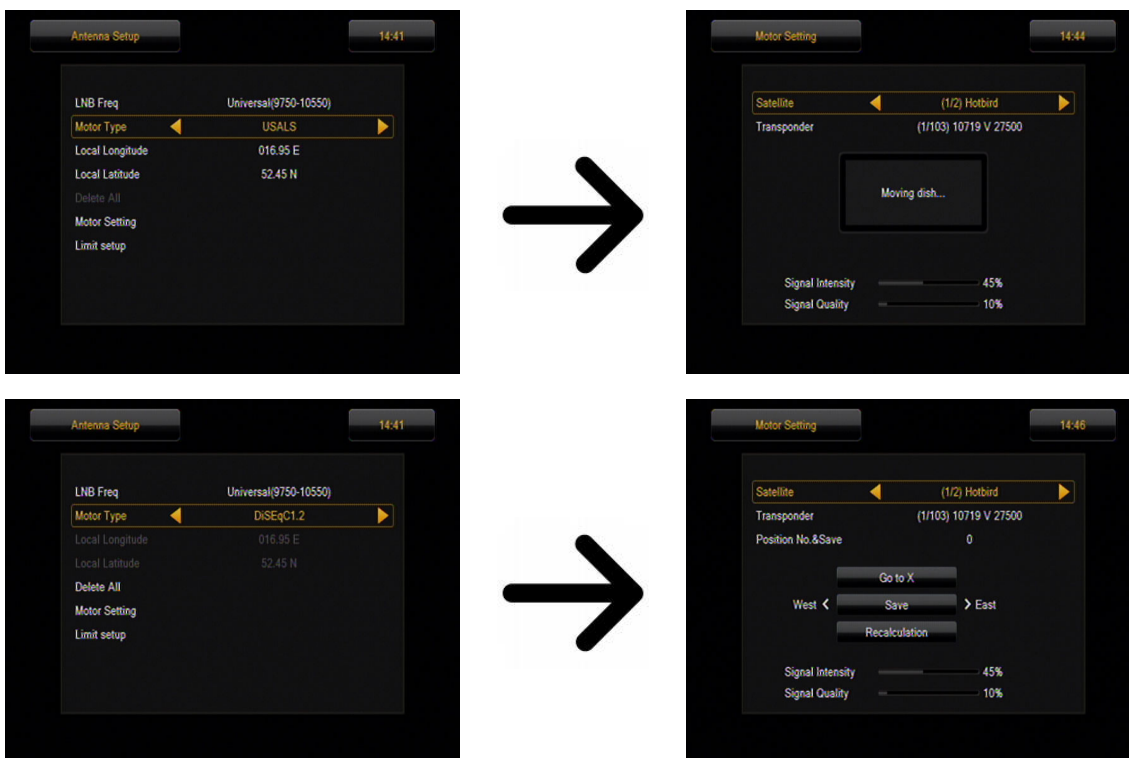 Antenna Setup 14:41
LNB Freq Universal(9750-10550)
Motor Type USALS
Local Longitude 016.95 E
Local Latitude 52.45 N
Delete All
Motor Setting
Limit setup
Motor Setting 14:44
Satellite (1/2) Hotbird
Transponder (1/103) 10719 V 27500
Moving dish...
Signal Intensity 45%
Signal Quality 10%
Antenna Setup 14:41
LNB Freq Universal(9750-10550)
Motor Type DiSEqC1.2
Local Longitude 016.95 E
Local Latitude 52.45 N
Delete All
Motor Setting
Limit setup
Motor Setting 14:46
Satellite (1/2) Hotbird
Transponder (1/103) 10719 V 27500
Position No.&Save 0
Go to X
West < Save > East
Recalculation
Signal Intensity 45%
Signal Quality 10%